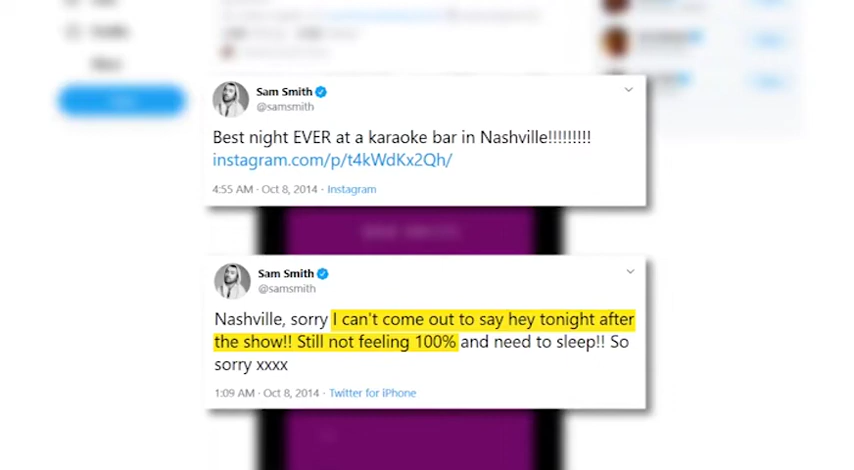 Sam Smith
@samsmith
Best night EVER at a karaoke bar in Nashville!!!!!!!!!
instagram.com/p/t4kWdKx2Qh/
4:55 AM · Oct 8, 2014 · Instagram
Sam Smith
@samsmith
Nashville, sorry I can't come out to say hey tonight after
the show!! Still not feeling 100% and need to sleep!! So
sorry xxxx
1:09 AM · Oct 8, 2014 · Twitter for iPhone